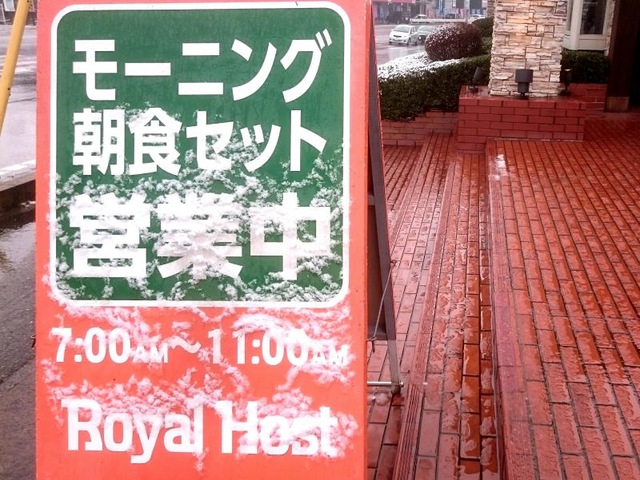 モーニング
朝食セット
営業中
7:00AM～11:00AM
Royal Host